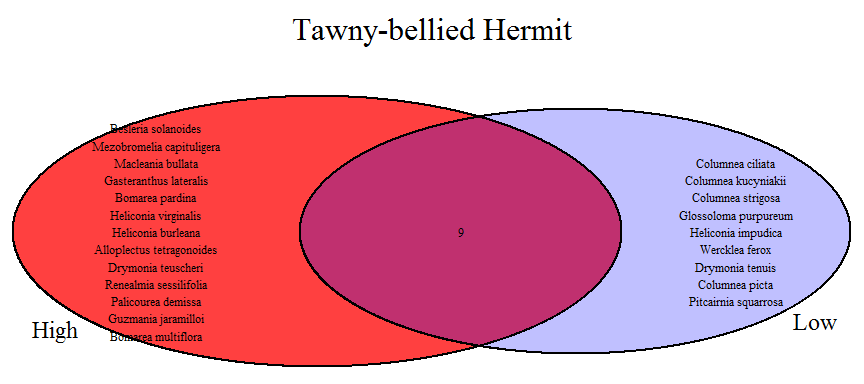 Tawny-bellied Hermit
Besleria solanoides
Mezobromelia capituligera
Macleania bullata
Gasteranthus lateralis
Bomarea pardina
Heliconia virginalis
Heliconia burleana
Alloplectus tetragonoides
Drymonia teuscheri
Renealmia sessilifolia
Palicourea demissa
Guzmania jaramilloi
Bomarea multiflora
High
9
Columnea ciliata
Columnea kucyniakii
Columnea strigosa
Glossoloma purpureum
Heliconia impudica
Wercklea ferox
Drymonia tenuis
Columnea picta
Pitcairnia squarrosa
Low